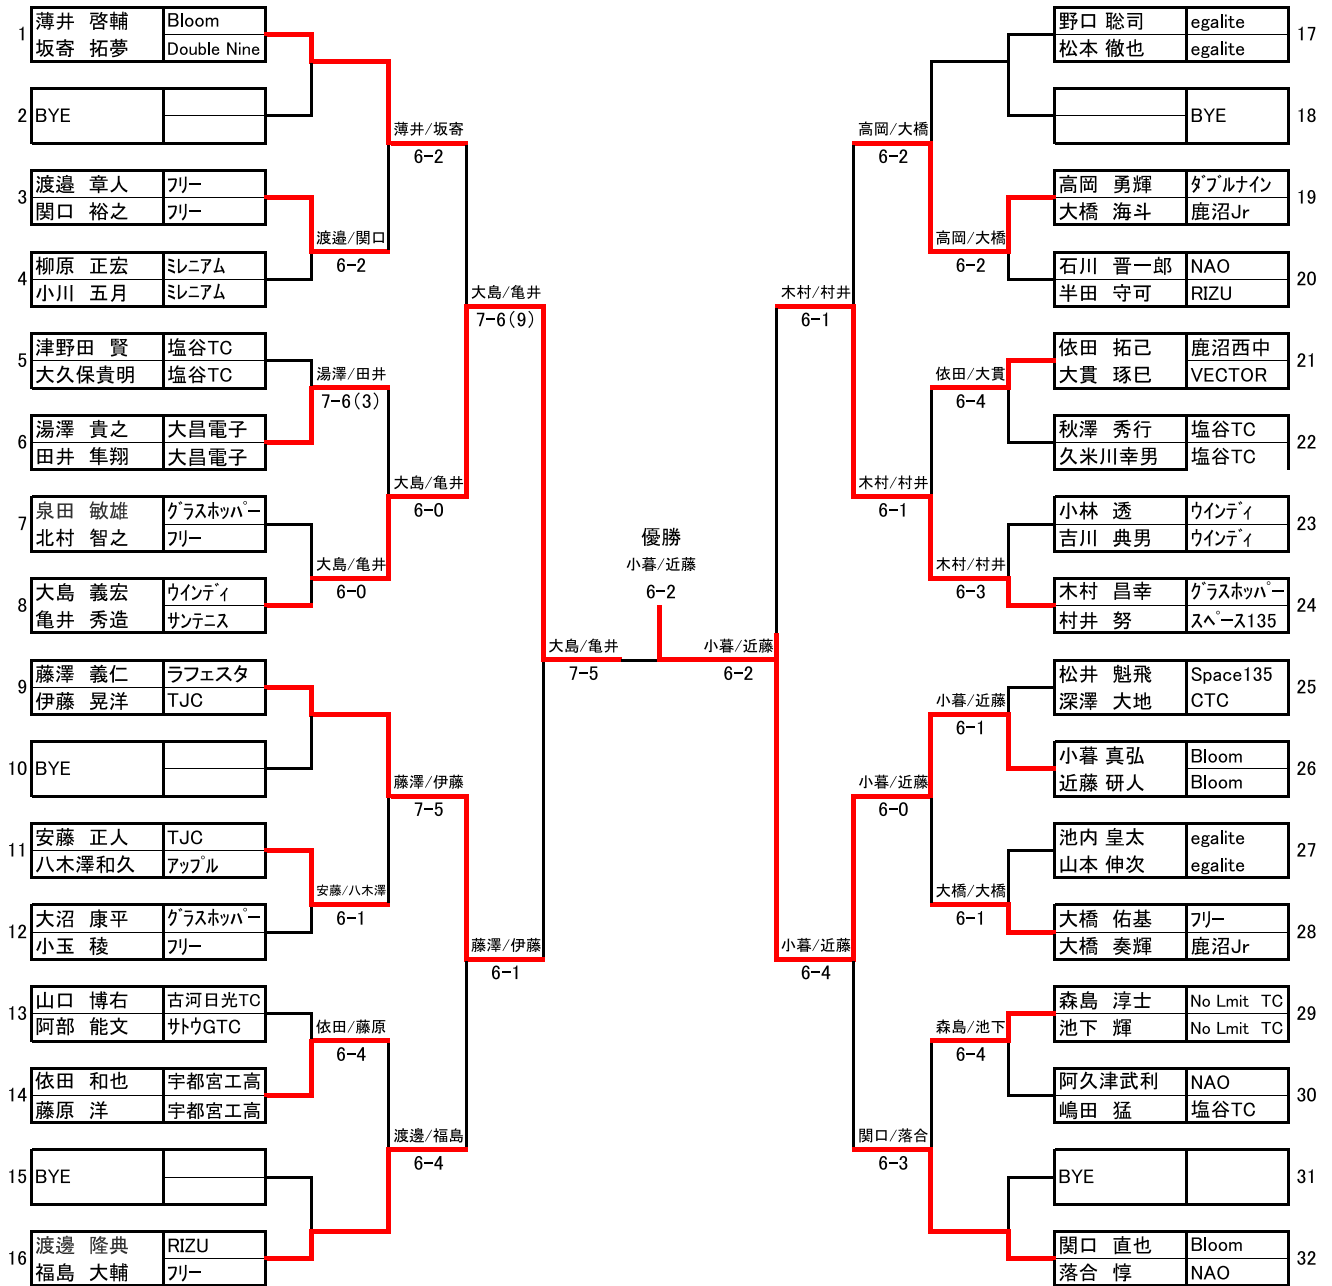 1 薄井 啓輔 Bloom
坂寄 拓夢 Double Nine
2 BYE
薄井/坂寄
6-2
3 渡邉 章人 フリー
関口 裕之 フリー
渡邉/関口
6-2
4 柳原 正宏 ミレニアム
小川 五月 ミレニアム
大島/亀井
7-6(9)
5 津野田 賢 塩谷TC
大久保貴明 塩谷TC
湯澤/田井
7-6(3)
6 湯澤 貴之 大昌電子
田井 隼翔 大昌電子
大島/亀井
6-0
7 泉田 敏雄 グラスホッパー
北村 智之 フリー
大島/亀井
6-0
8 大島 義宏 ウインディ
亀井 秀造 サンテニス
大島/亀井
7-5
9 藤澤 義仁 ラフェスタ
伊藤 晃洋 TJC
10 BYE
藤澤/伊藤
7-5
11 安藤 正人 TJC
八木澤和久 アップル
安藤/八木澤
6-1
12 大沼 康平 グラスホッパー
小玉 稜 フリー
藤澤/伊藤
6-1
13 山口 博右 古河日光TC
阿部 能文 サトウGTC
依田/藤原
6-4
14 依田 和也 宇都宮工高
藤原 洋 宇都宮工高
渡邊/福島
6-4
15 BYE
16 渡邊 隆典 RIZU
福島 大輔 フリー
優勝
小暮/近藤
6-2
野口 聡司 egalite 17
松本 徹也 egalite
BYE 18
高岡/大橋
6-2
高岡 勇輝 ダブルナイン 19
大橋 海斗 鹿沼Jr
高岡/大橋
6-2
石川 晋一郎 NAO 20
半田 守可 RIZU
木村/村井
6-1
依田 拓己 鹿沼西中 21
大貫 琢巳 VECTOR
依田/大貫
6-4
秋澤 秀行 塩谷TC 22
久米川幸男 塩谷TC
木村/村井
6-1
小林 透 ウインディ 23
吉川 典男 ウインディ
木村/村井
6-3
木村 昌幸 グラスホッパー 24
村井 努 スペース135
小暮/近藤
6-2
松井 魁飛 Space135 25
深澤 大地 CTC
小暮/近藤
6-1
小暮 真弘 Bloom 26
近藤 研人 Bloom
小暮/近藤
6-0
池内 皇太 egalite 27
山本 伸次 egalite
大橋/大橋
6-1
大橋 佑基 フリー 28
大橋 奏輝 鹿沼Jr
小暮/近藤
6-4
森島 淳士 No Lmit TC 29
池下 輝 No Lmit TC
森島/池下
6-4
阿久津武利 NAO 30
嶋田 猛 塩谷TC
関口/落合
6-3
BYE 31
関口 直也 Bloom 32
落合 惇 NAO